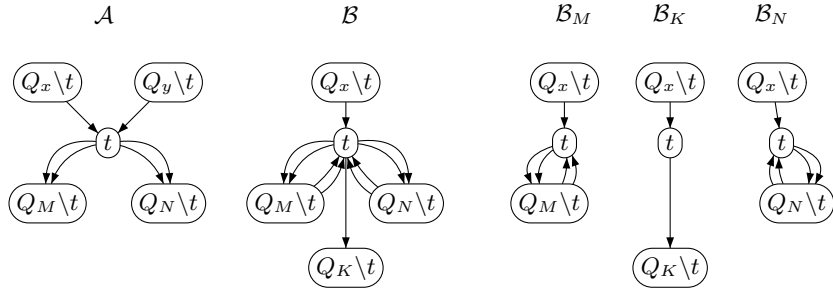 𝒜 ℬ ℬ_M ℬ_K ℬ_N
Q_x\t Q_y\t Q_x\t Q_x\t Q_x\t Q_x\t
t t t t t
Q_M\t Q_N\t Q_M\t Q_N\t Q_M\t Q_N\t
Q_K\t Q_K\t